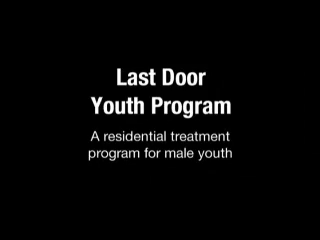 Last Door
Youth Program
A residential treatment
program for male youth